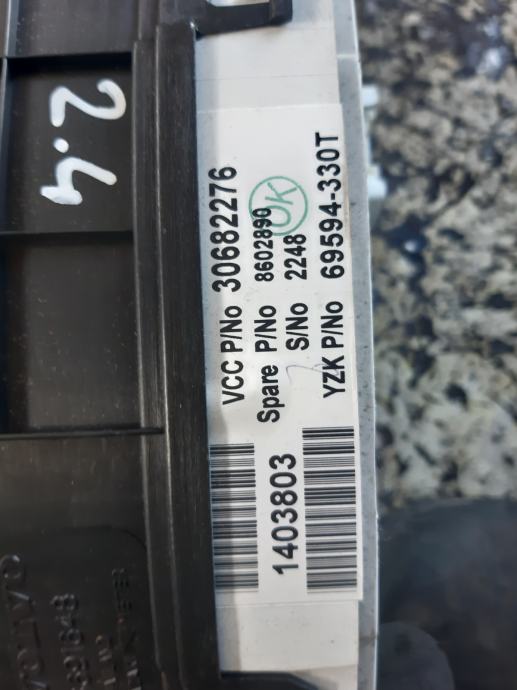 2.4
VCC P/No 30682276
Spare P/No 8602890
S/No 2248
OK
YZK P/No 69594-330T
1403803